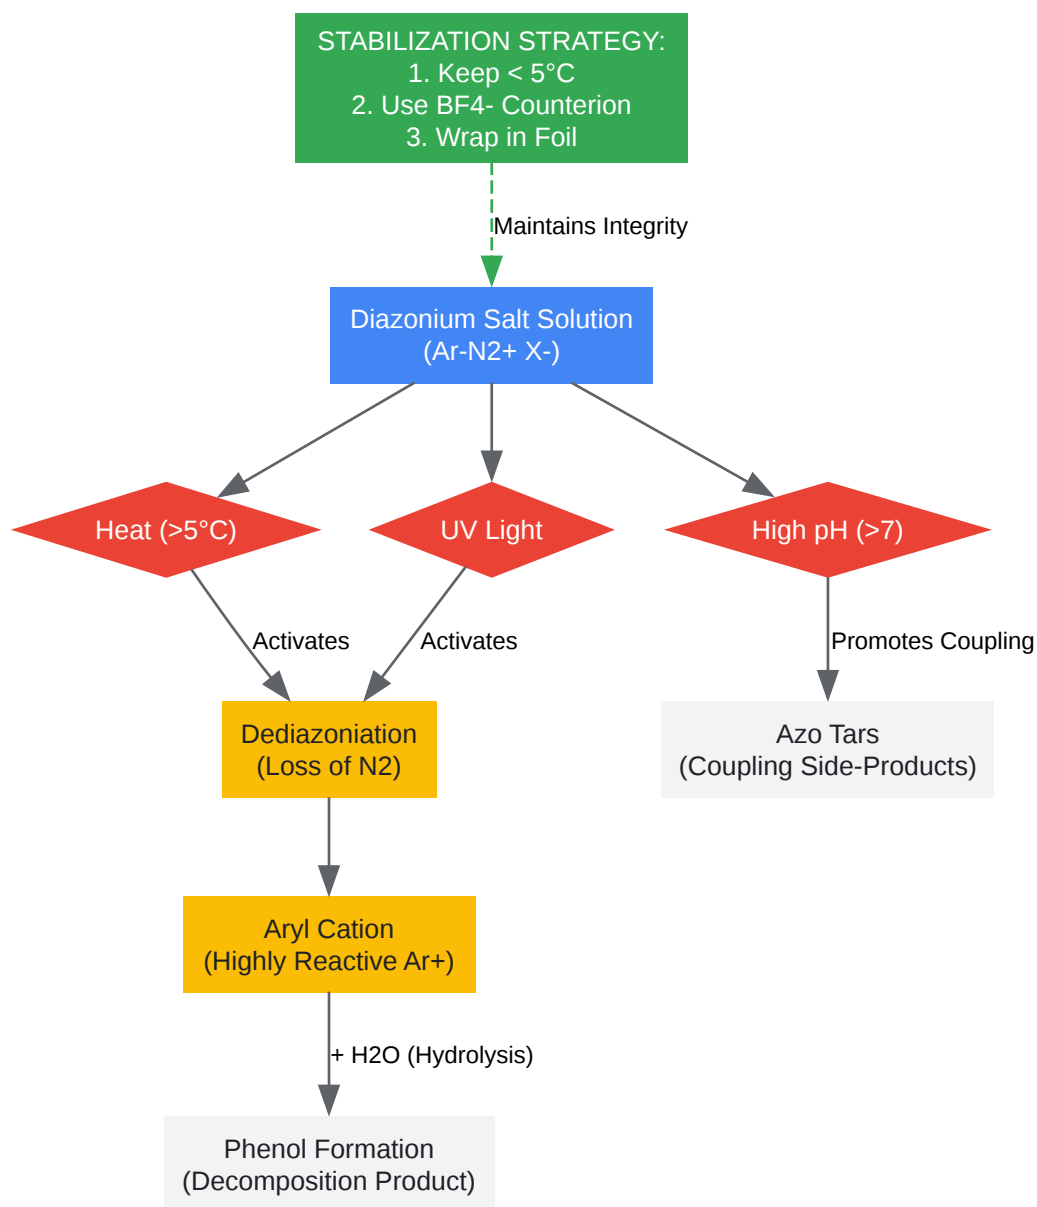 STABILIZATION STRATEGY:
1. Keep < 5°C
2. Use BF4- Counterion
3. Wrap in Foil
Maintains Integrity
Diazonium Salt Solution
(Ar-N2+ X-)
Heat (>5°C)
UV Light
High pH (>7)
Activates
Activates
Promotes Coupling
Dediazoniation
(Loss of N2)
Azo Tars
(Coupling Side-Products)
Aryl Cation
(Highly Reactive Ar+)
+ H2O (Hydrolysis)
Phenol Formation
(Decomposition Product)